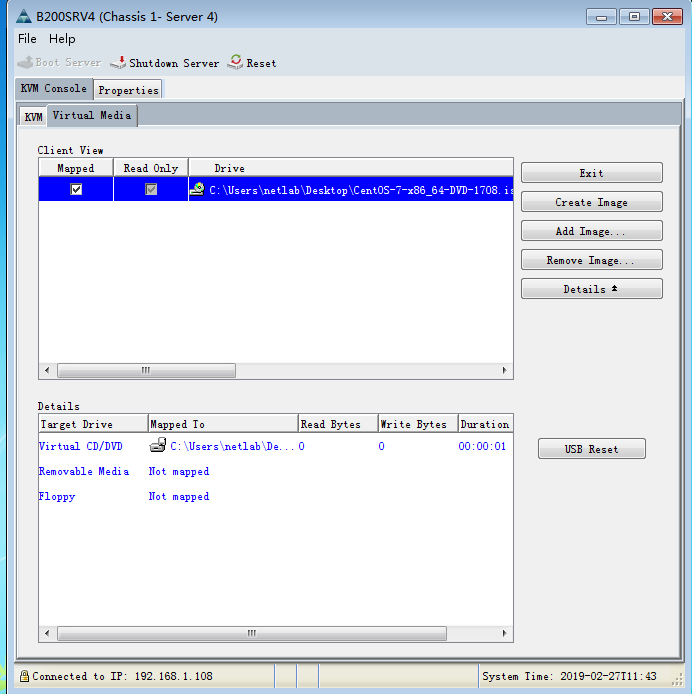 B200SRV4 (Chassis 1- Server 4)
File Help
Boot Server Shutdown Server Reset
KVM Console Properties
KVM Virtual Media
Client View
Mapped Read Only Drive
C:\Users\netlab\Desktop\CentOS-7-x86_64-DVD-1708.is
Exit
Create Image
Add Image...
Remove Image...
Details
Details
Target Drive Mapped To Read Bytes Write Bytes Duration
Virtual CD/DVD C:\Users\netlab\De... 0 0 00:00:01
Removable Media Not mapped
Floppy Not mapped
USB Reset
Connected to IP: 192.168.1.108 System Time: 2019-02-27T11:43